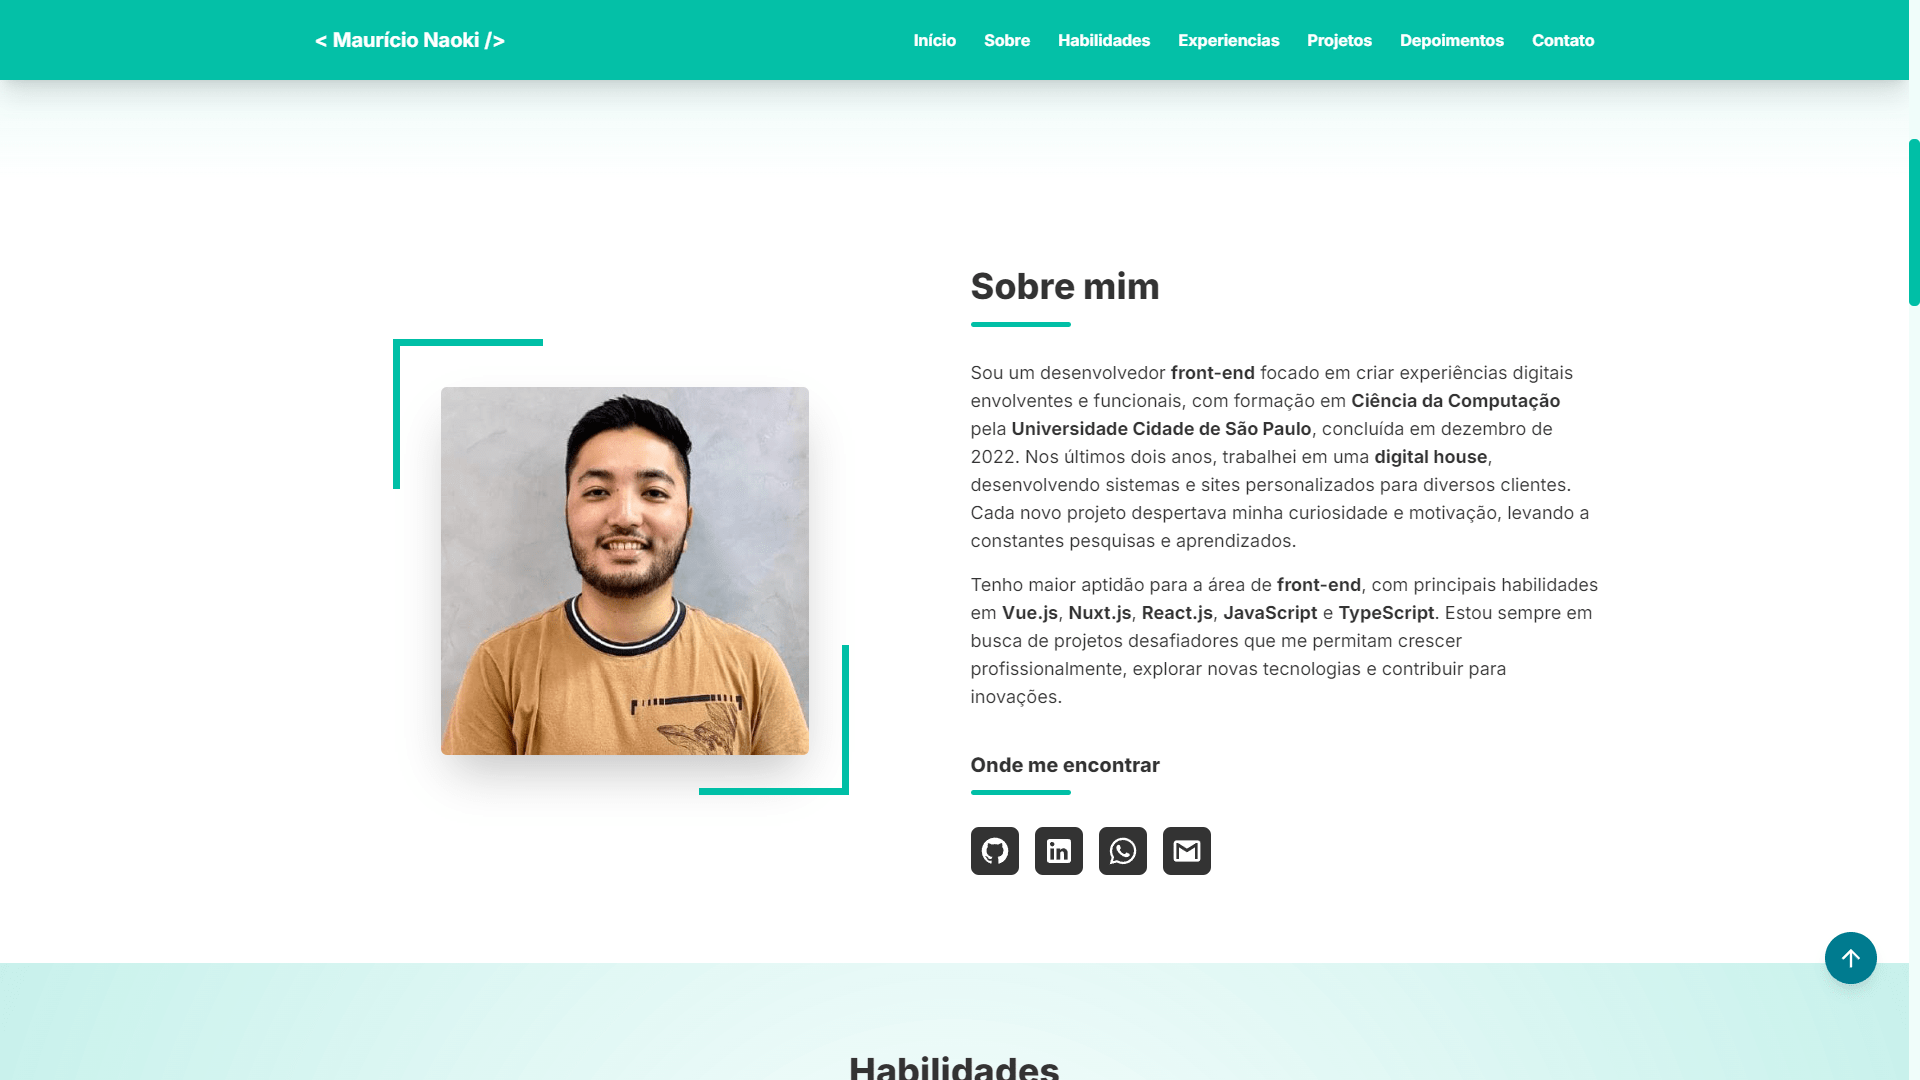 < Maurício Naoki />
Início Sobre Habilidades Experiencias Projetos Depoimentos Contato
Sobre mim
Sou um desenvolvedor front-end focado em criar experiências digitais
envolventes e funcionais, com formação em Ciência da Computação
pela Universidade Cidade de São Paulo, concluída em dezembro de
2022. Nos últimos dois anos, trabalhei em uma digital house,
desenvolvendo sistemas e sites personalizados para diversos clientes.
Cada novo projeto despertava minha curiosidade e motivação, levando a
constantes pesquisas e aprendizados.
Tenho maior aptidão para a área de front-end, com principais habilidades
em Vue.js, Nuxt.js, React.js, JavaScript e TypeScript. Estou sempre em
busca de projetos desafiadores que me permitam crescer
profissionalmente, explorar novas tecnologias e contribuir para
inovações.
Onde me encontrar
Habilidades